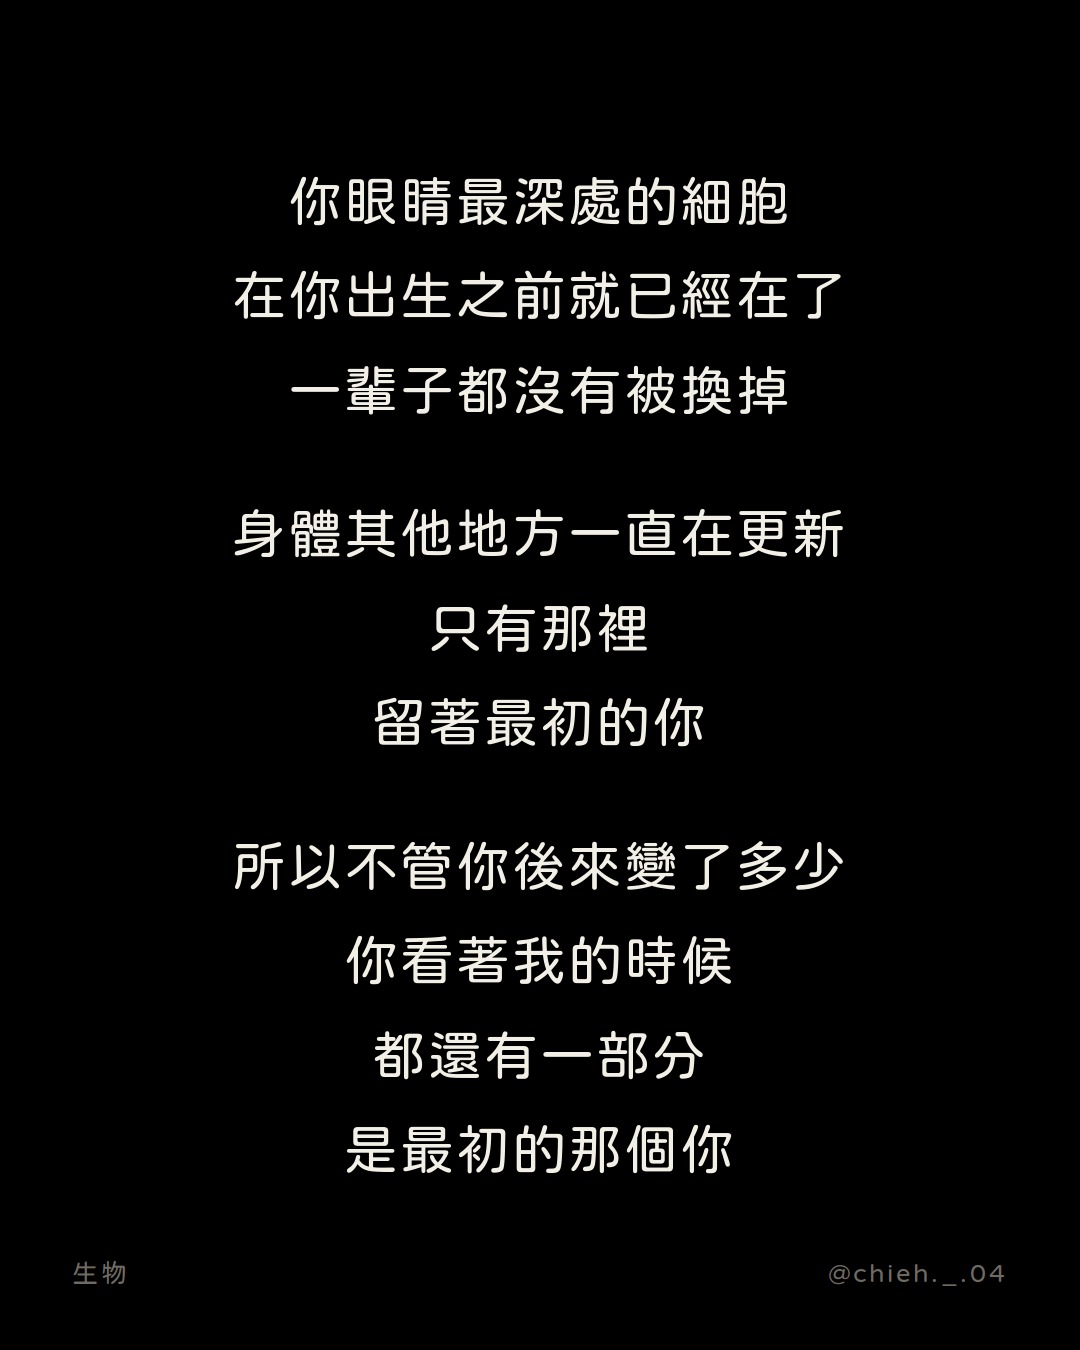 你眼睛最深處的細胞
在你出生之前就已經在了
一輩子都沒有被換掉
身體其他地方一直在更新
只有那裡
留著最初的你
所以不管你後來變了多少
你看著我的時候
都還有一部分
是最初的那個你
生物
@chieh._.04